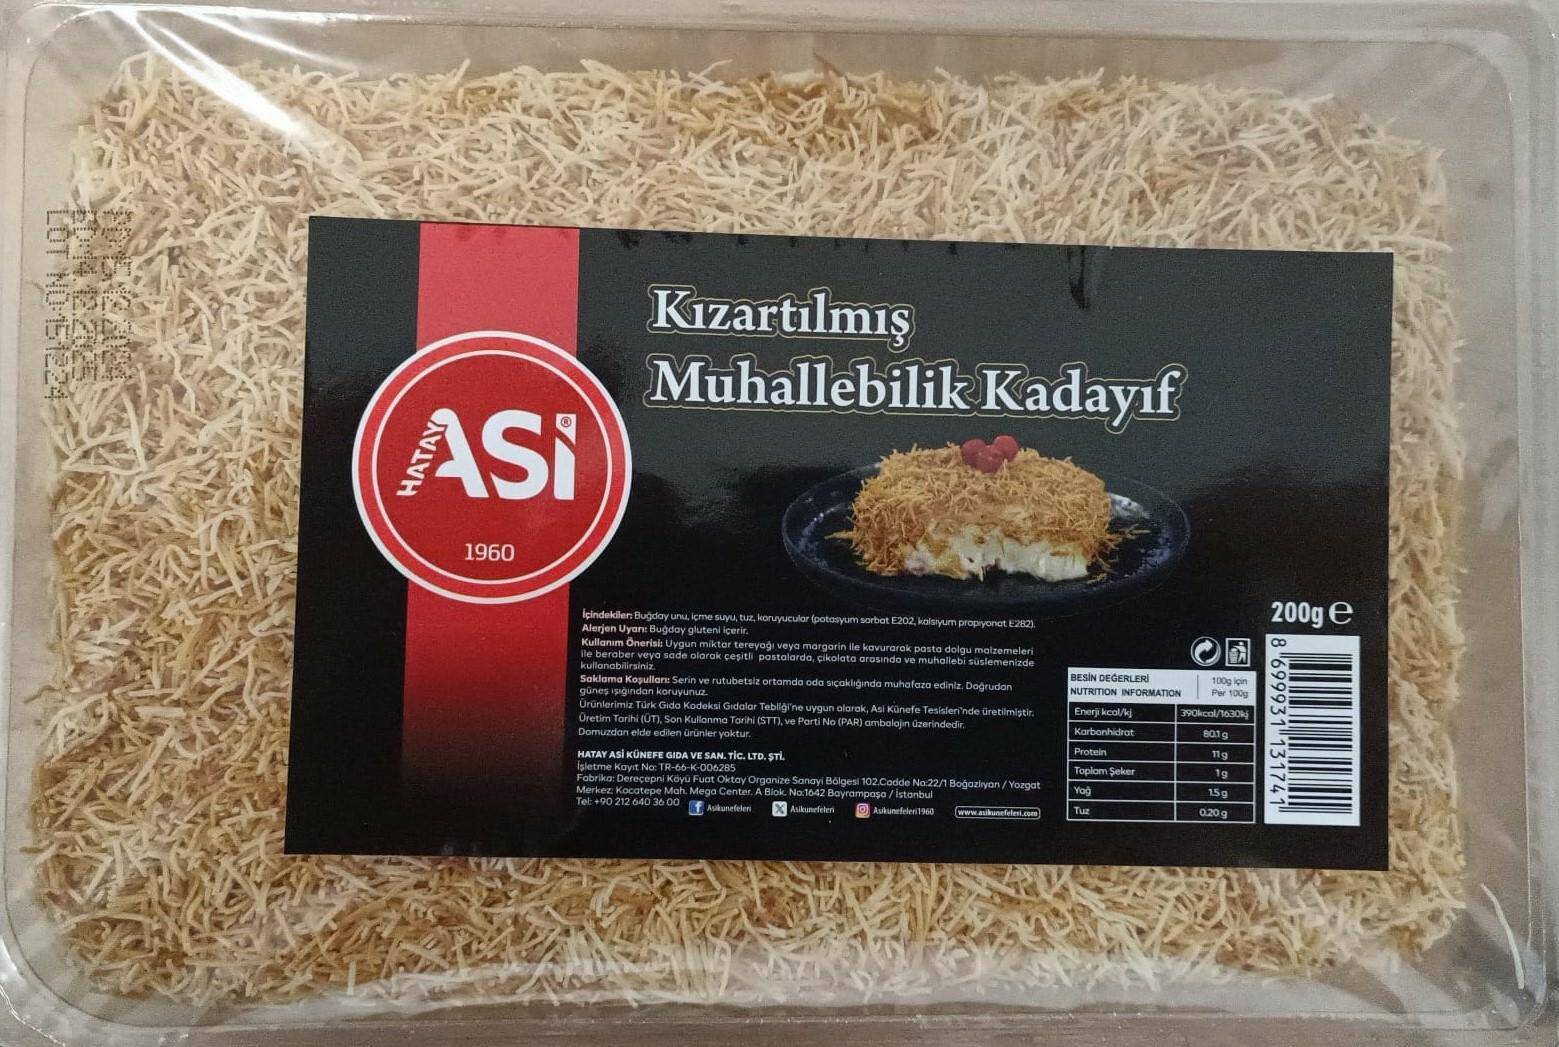 HATAY
ASİ®
1960
Kızartılmış
Muhallebilik Kadayıf
İçindekiler: Buğday unu, içme suyu, tuz, koruyucular (potasyum sorbat E202, kalsiyum propiyonat E282).
Alerjen Uyarı: Buğday gluteni içerir.
Kullanım Önerisi: Uygun miktar tereyağı veya margarin ile kavurarak pasta dolgu malzemeleri
ile beraber veya sade olarak çeşitli pastalarda, çikolata arasında ve muhallebi süslemenizde
kullanabilirsiniz.
Saklama Koşulları: Serin ve rutubetsiz ortamda oda sıcaklığında muhafaza ediniz. Doğrudan
güneş ışığından koruyunuz.
Ürünlerimiz Türk Gıda Kodeksi Gıdalar Tebliği'ne uygun olarak, Asi Künefe Tesisleri'nde üretilmiştir.
Üretim Tarihi (ÜT), Son Kullanma Tarihi (STT), ve Parti No (PAR) ambalajın üzerindedir.
Domuzdan elde edilen ürünler yoktur.
HATAY ASİ KÜNEFE GIDA VE SAN. TİC. LTD. ŞTİ.
İşletme Kayıt No: TR-66-K-006285
Fabrika: Dereçepni Köyü Fuat Oktay Organize Sanayi Bölgesi 102.Cadde No:22/1 Boğazlıyan / Yozgat
Merkez: Kocatepe Mah. Mega Center. A Blok. No:1642 Bayrampaşa / İstanbul
Tel: +90 212 640 36 00 Asikunefeleri Asikunefeleri Asikunefeleri1960 www.asikunefeleri.com
200g e
BESİN DEĞERLERİ 100g için
NUTRITION INFORMATION Per 100g
Enerji kcal/kj 390kcal/1630kj
Karbonhidrat 80.1 g
Protein 11 g
Toplam Şeker 1 g
Yağ 1.5 g
Tuz 0.20 g
8 699931 131741